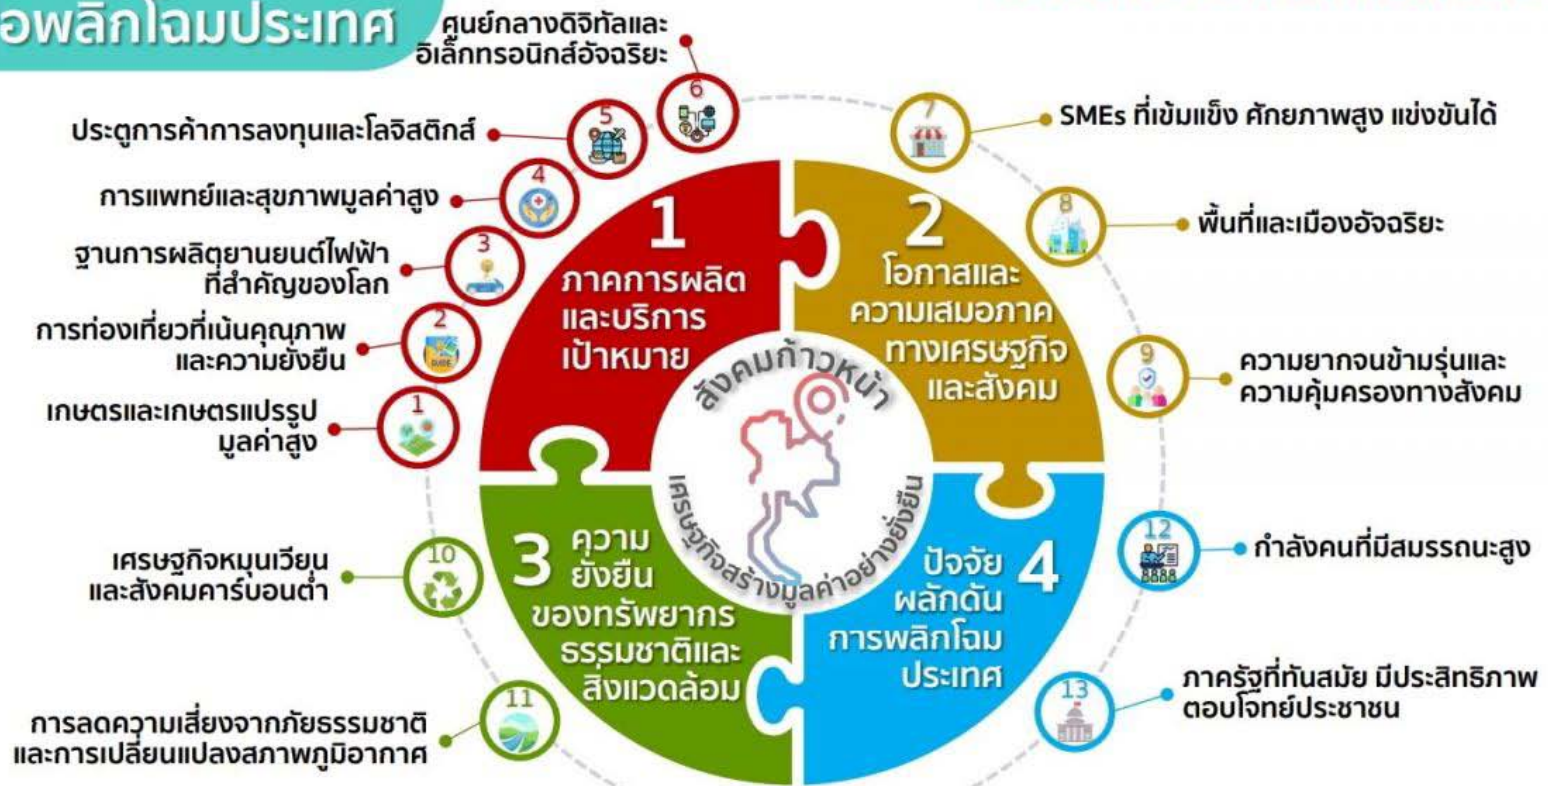 อพลิกโฉมประเทศ
ศูนย์กลางดิจิทัลและ
อิเล็กทรอนิกส์อัจฉริยะ
6
ประตูการค้าการลงทุนและโลจิสติกส์
5
การแพทย์และสุขภาพมูลค่าสูง
4
ฐานการผลิตยานยนต์ไฟฟ้า
ที่สำคัญของโลก
3
การท่องเที่ยวที่เน้นคุณภาพ
และความยั่งยืน
2
GUIDE
เกษตรและเกษตรแปรรูป
มูลค่าสูง
1
1
ภาคการผลิต
และบริการ
เป้าหมาย
2
โอกาสและ
ความเสมอภาค
ทางเศรษฐกิจ
และสังคม
7
SMEs ที่เข้มแข็ง ศักยภาพสูง แข่งขันได้
8
พื้นที่และเมืองอัจฉริยะ
9
ความยากจนข้ามรุ่นและ
ความคุ้มครองทางสังคม
สังคมก้าวหน้า
เศรษฐกิจสร้างมูลค่าอย่างยั่งยืน
3
ความ
ยั่งยืน
ของทรัพยากร
ธรรมชาติและ
สิ่งแวดล้อม
10
เศรษฐกิจหมุนเวียน
และสังคมคาร์บอนต่ำ
11
การลดความเสี่ยงจากภัยธรรมชาติ
และการเปลี่ยนแปลงสภาพภูมิอากาศ
4
ปัจจัย
ผลักดัน
การพลิกโฉม
ประเทศ
12
กำลังคนที่มีสมรรถนะสูง
13
ภาครัฐที่ทันสมัย มีประสิทธิภาพ
ตอบโจทย์ประชาชน